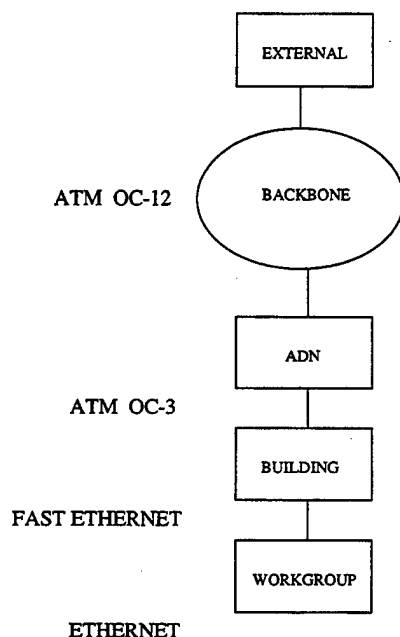 EXTERNAL
ATM OC-12
BACKBONE
ADN
ATM OC-3
BUILDING
FAST ETHERNET
WORKGROUP
ETHERNET